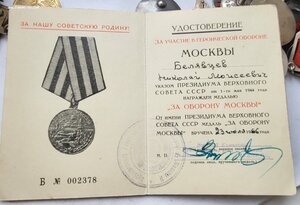 ЗА НАШУ СОВЕТСКУЮ РОДИНУ!
Б № 002378
УДОСТОВЕРЕНИЕ
ЗА УЧАСТИЕ В ГЕРОИЧЕСКОЙ ОБОРОНЕ
МОСКВЫ
Белявцев
Николай Моисеевич
УКАЗОМ ПРЕЗИДИУМА ВЕРХОВНОГО
СОВЕТА СССР от 1-го мая 1944 года
НАГРАЖДЕН МЕДАЛЬЮ
"ЗА ОБОРОНУ МОСКВЫ"
От имени ПРЕЗИДИУМА ВЕРХОВНОГО
СОВЕТА СССР медаль "ЗА ОБОРОНУ
МОСКВЫ" вручена
М. П.